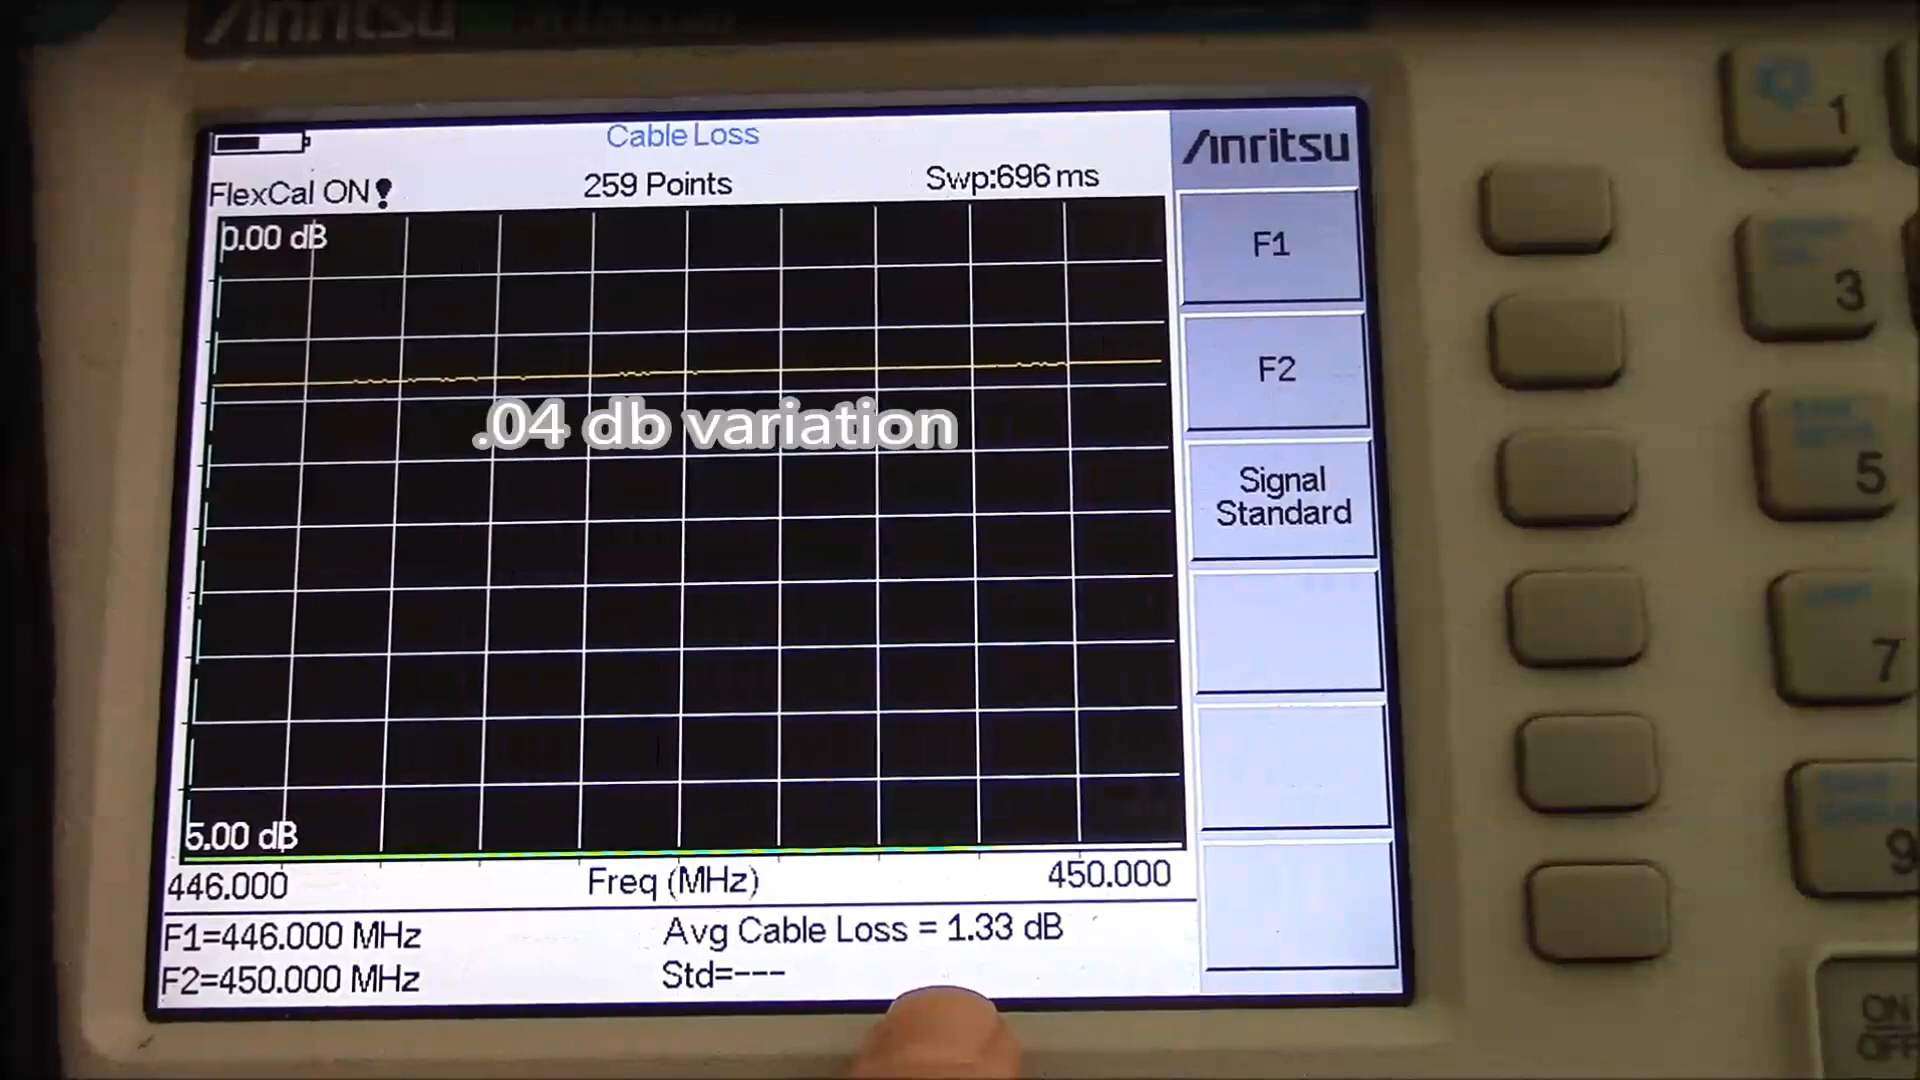 Anritsu
Cable Loss
Anritsu
FlexCal ON!
259 Points
Swp:696 ms
0.00 dB
F1
F2
.04 db variation
Signal
Standard
5.00 dB
446.000
Freq (MHz)
450.000
F1=446.000 MHz
Avg Cable Loss = 1.33 dB
F2=450.000 MHz
Std=---
1
3
5
7
9
ON
OFF